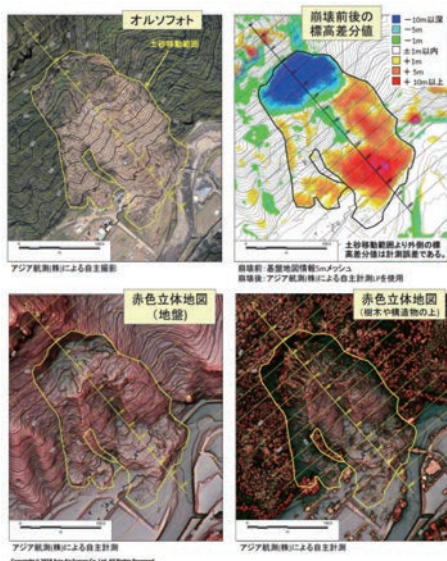 オルソフォト
土砂移動範囲
アジア航測(株)による自主撮影
崩壊前後の
標高差分値
-10m以深
-5m
-1m
±1m以内
+1m
+5m
+10m以上
土砂移動範囲より外側の標
高差分値は計測誤差である。
崩壊前:基盤地図情報5mメッシュ
崩壊後:アジア航測(株)による自主計測LPを使用
赤色立体地図
(地盤)
アジア航測(株)による自主計測
赤色立体地図
(樹木や構造物の上)
アジア航測(株)による自主計測